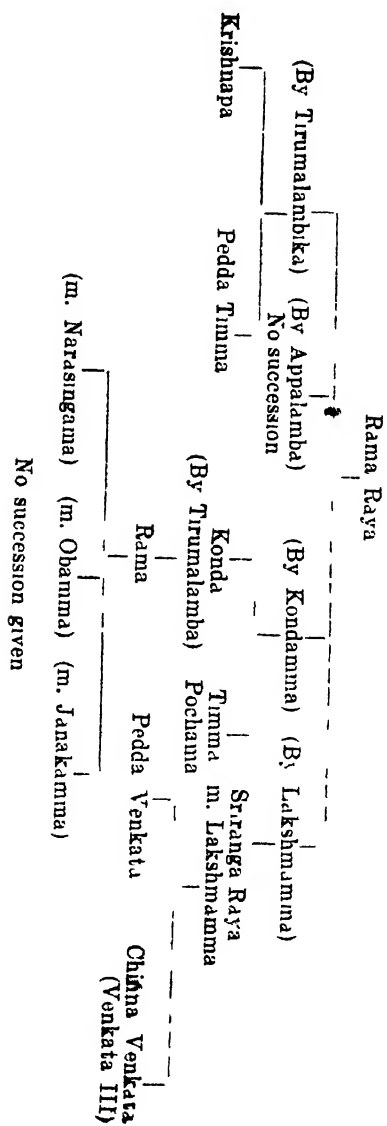 Rama Raya
(By Tirumalambika) (By Appalamba) (By Kondamma) (By Lakshmamma)
No succession
Krishnapa Pedda Timma Konda Timma Sriranga Raya
(By Tirumalamba) Pochama m. Lakshmamma
Rama Pedda Venkata Chinna Venkata
(Venkata III)
(m. Narasingama) (m. Obamma) (m. Janakamma)
No succession given